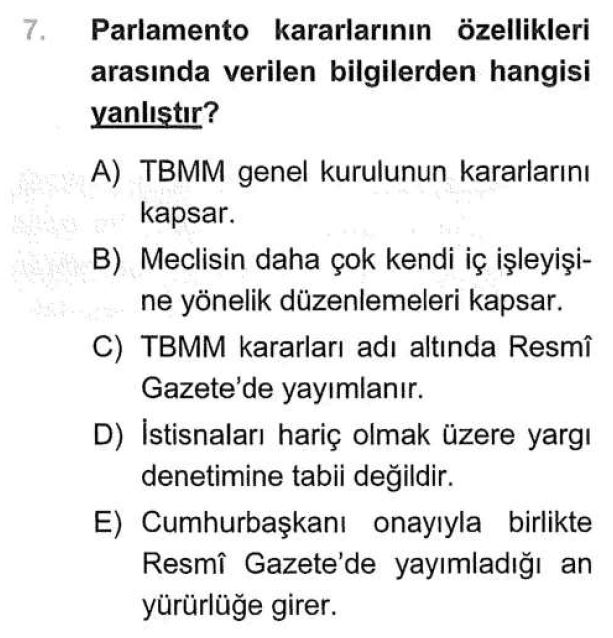 7. Parlamento kararlarının özellikleri
arasında verilen bilgilerden hangisi
yanlıştır?
A) TBMM genel kurulunun kararlarını
kapsar.
B) Meclisin daha çok kendi iç işleyişi-
ne yönelik düzenlemeleri kapsar.
C) TBMM kararları adı altında Resmî
Gazete'de yayımlanır.
D) İstisnaları hariç olmak üzere yargı
denetimine tabii değildir.
E) Cumhurbaşkanı onayıyla birlikte
Resmî Gazete'de yayımladığı an
yürürlüğe girer.